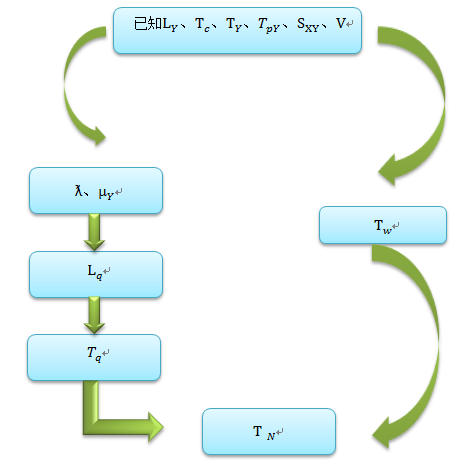 已知L_Y、T_c、T_Y、T_pY、S_XY、V
ƛ、μ_Y
T_w
L_q
T_q
T_N